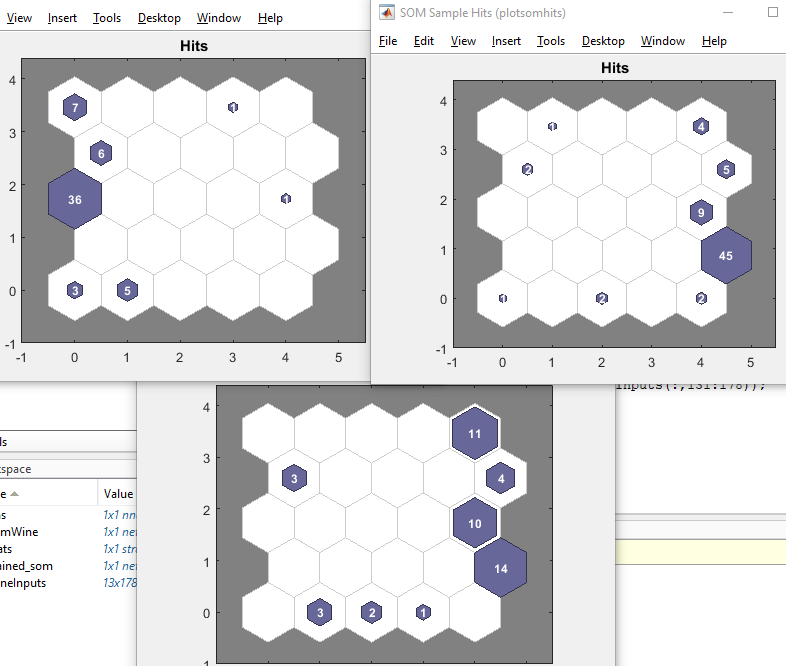 View Insert Tools Desktop Window Help
Hits
4
3
2
1
0
-1
-1 0 1 2 3 4 5
7
1
6
36
1
3
5
SOM Sample Hits (plotsomhits)
File Edit View Insert Tools Desktop Window Help
Hits
4
3
2
1
0
-1
-1 0 1 2 3 4 5
1
4
2
5
9
45
1
2
2
nputs(:,131:178));
4
3
2
1
0
-1
11
3
4
10
14
3
2
1
ls
space
e Value
s 1x1 nn
mWine 1x1 net
ats 1x1 stru
ined_som 1x1 net
neInputs 13x178